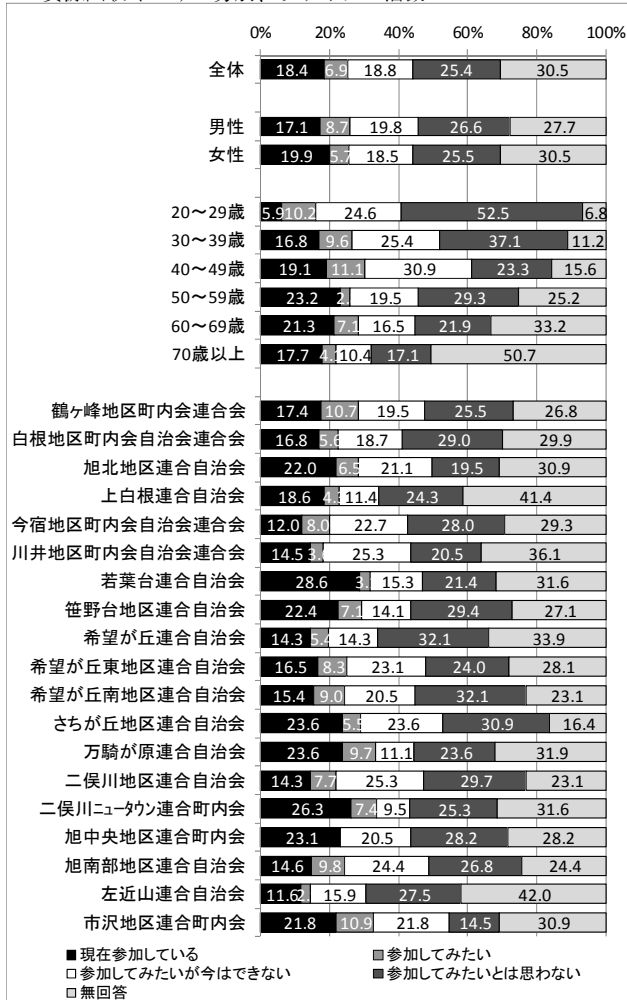 0% 20% 40% 60% 80% 100%
全体 18.4 6.9 18.8 25.4 30.5
男性 17.1 8.7 19.8 26.6 27.7
女性 19.9 5.7 18.5 25.5 30.5
20～29歳 5.9 10.2 24.6 52.5 6.8
30～39歳 16.8 9.6 25.4 37.1 11.2
40～49歳 19.1 11.1 30.9 23.3 15.6
50～59歳 23.2 2. 19.5 29.3 25.2
60～69歳 21.3 7.1 16.5 21.9 33.2
70歳以上 17.7 4. 10.4 17.1 50.7
鶴ヶ峰地区町内会連合会 17.4 10.7 19.5 25.5 26.8
白根地区町内会自治会連合会 16.8 5.6 18.7 29.0 29.9
旭北地区連合自治会 22.0 6.5 21.1 19.5 30.9
上白根連合自治会 18.6 4. 11.4 24.3 41.4
今宿地区町内会自治会連合会 12.0 8.0 22.7 28.0 29.3
川井地区町内会自治会連合会 14.5 3.6 25.3 20.5 36.1
若葉台連合自治会 28.6 3. 15.3 21.4 31.6
笹野台地区連合自治会 22.4 7.1 14.1 29.4 27.1
希望が丘連合自治会 14.3 5.4 14.3 32.1 33.9
希望が丘東地区連合自治会 16.5 8.3 23.1 24.0 28.1
希望が丘南地区連合自治会 15.4 9.0 20.5 32.1 23.1
さちが丘地区連合自治会 23.6 5.5 23.6 30.9 16.4
万騎が原連合自治会 23.6 9.7 11.1 23.6 31.9
二俣川地区連合自治会 14.3 7.7 25.3 29.7 23.1
二俣川ﾆｭｰﾀｳﾝ連合町内会 26.3 7.4 9.5 25.3 31.6
旭中央地区連合町内会 23.1 20.5 28.2 28.2
旭南部地区連合自治会 14.6 9.8 24.4 26.8 24.4
左近山連合自治会 11.6 2. 15.9 27.5 42.0
市沢地区連合町内会 21.8 10.9 21.8 14.5 30.9
■現在参加している ■参加してみたい
□参加してみたいが今はできない ■参加してみたいとは思わない
□無回答